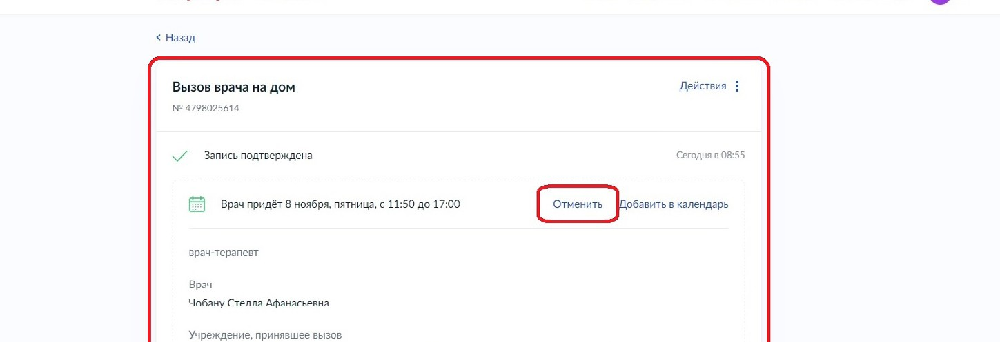 Назад
Вызов врача на дом
Действия
№ 4798025614
Запись подтверждена
Сегодня в 08:55
Врач придёт 8 ноября, пятница, с 11:50 до 17:00
Отменить
Добавить в календарь
врач-терапевт
Врач
Чобану Стелла Афанасьевна
Учреждение, принявшее вызов